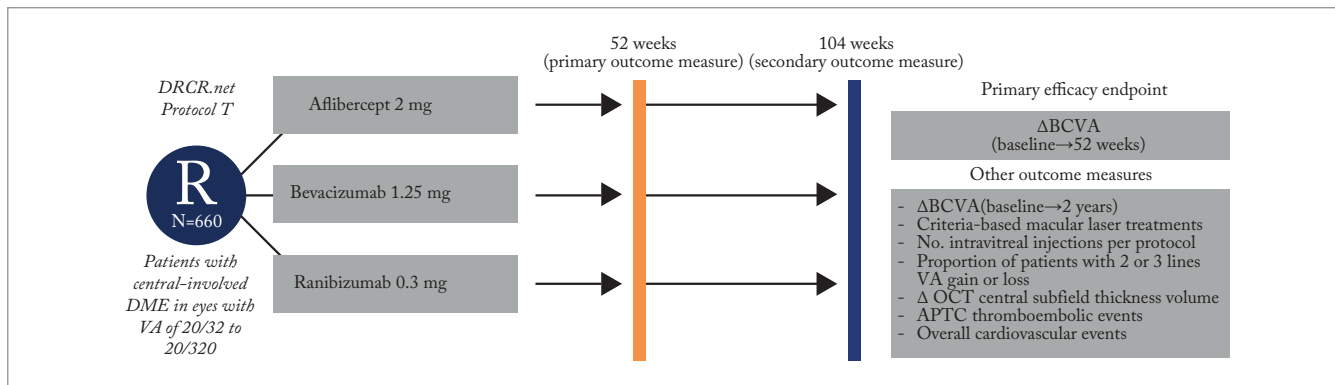 DRCR.net
Protocol T
R
N=660
Patients with
central-involved
DME in eyes with
VA of 20/32 to
20/320
Aflibercept 2 mg
Bevacizumab 1.25 mg
Ranibizumab 0.3 mg
52 weeks
(primary outcome measure)
104 weeks
(secondary outcome measure)
Primary efficacy endpoint
ΔBCVA
(baseline→52 weeks)
Other outcome measures
- ΔBCVA(baseline→2 years)
- Criteria-based macular laser treatments
- No. intravitreal injections per protocol
- Proportion of patients with 2 or 3 lines
VA gain or loss
- Δ OCT central subfield thickness volume
- APTC thromboembolic events
- Overall cardiovascular events